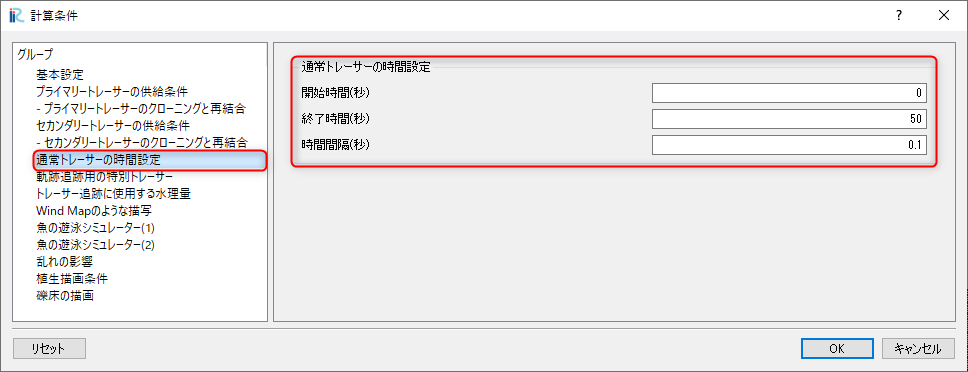 計算条件
グループ
基本設定
プライマリートレーサーの供給条件
- プライマリートレーサーのクローニングと再結合
セカンダリートレーサーの供給条件
- セカンダリートレーサーのクローニングと再結合
通常トレーサーの時間設定
軌跡追跡用の特別トレーサー
トレーサー追跡に使用する水理量
Wind Mapのような描写
魚の遊泳シミュレーター(1)
魚の遊泳シミュレーター(2)
乱れの影響
植生描画条件
礫床の描画
通常トレーサーの時間設定
開始時間(秒) 0
終了時間(秒) 50
時間間隔(秒) 0.1
リセット
OK
キャンセル